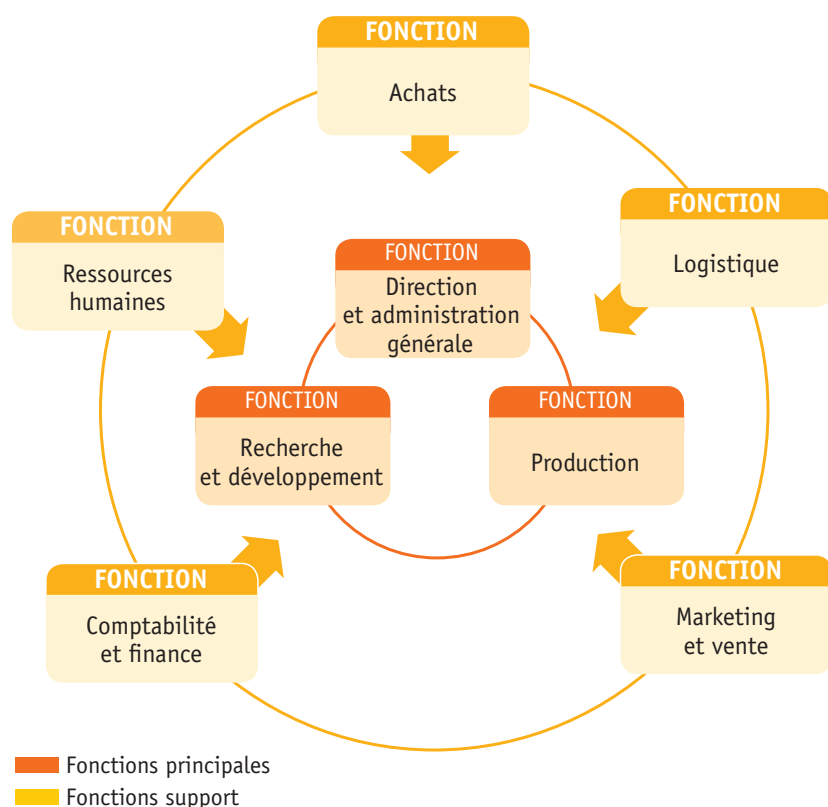 FONCTION
Achats
FONCTION
Ressources
humaines
FONCTION
Logistique
FONCTION
Direction
et administration
générale
FONCTION
Recherche
et développement
FONCTION
Production
FONCTION
Comptabilité
et finance
FONCTION
Marketing
et vente
Fonctions principales
Fonctions support